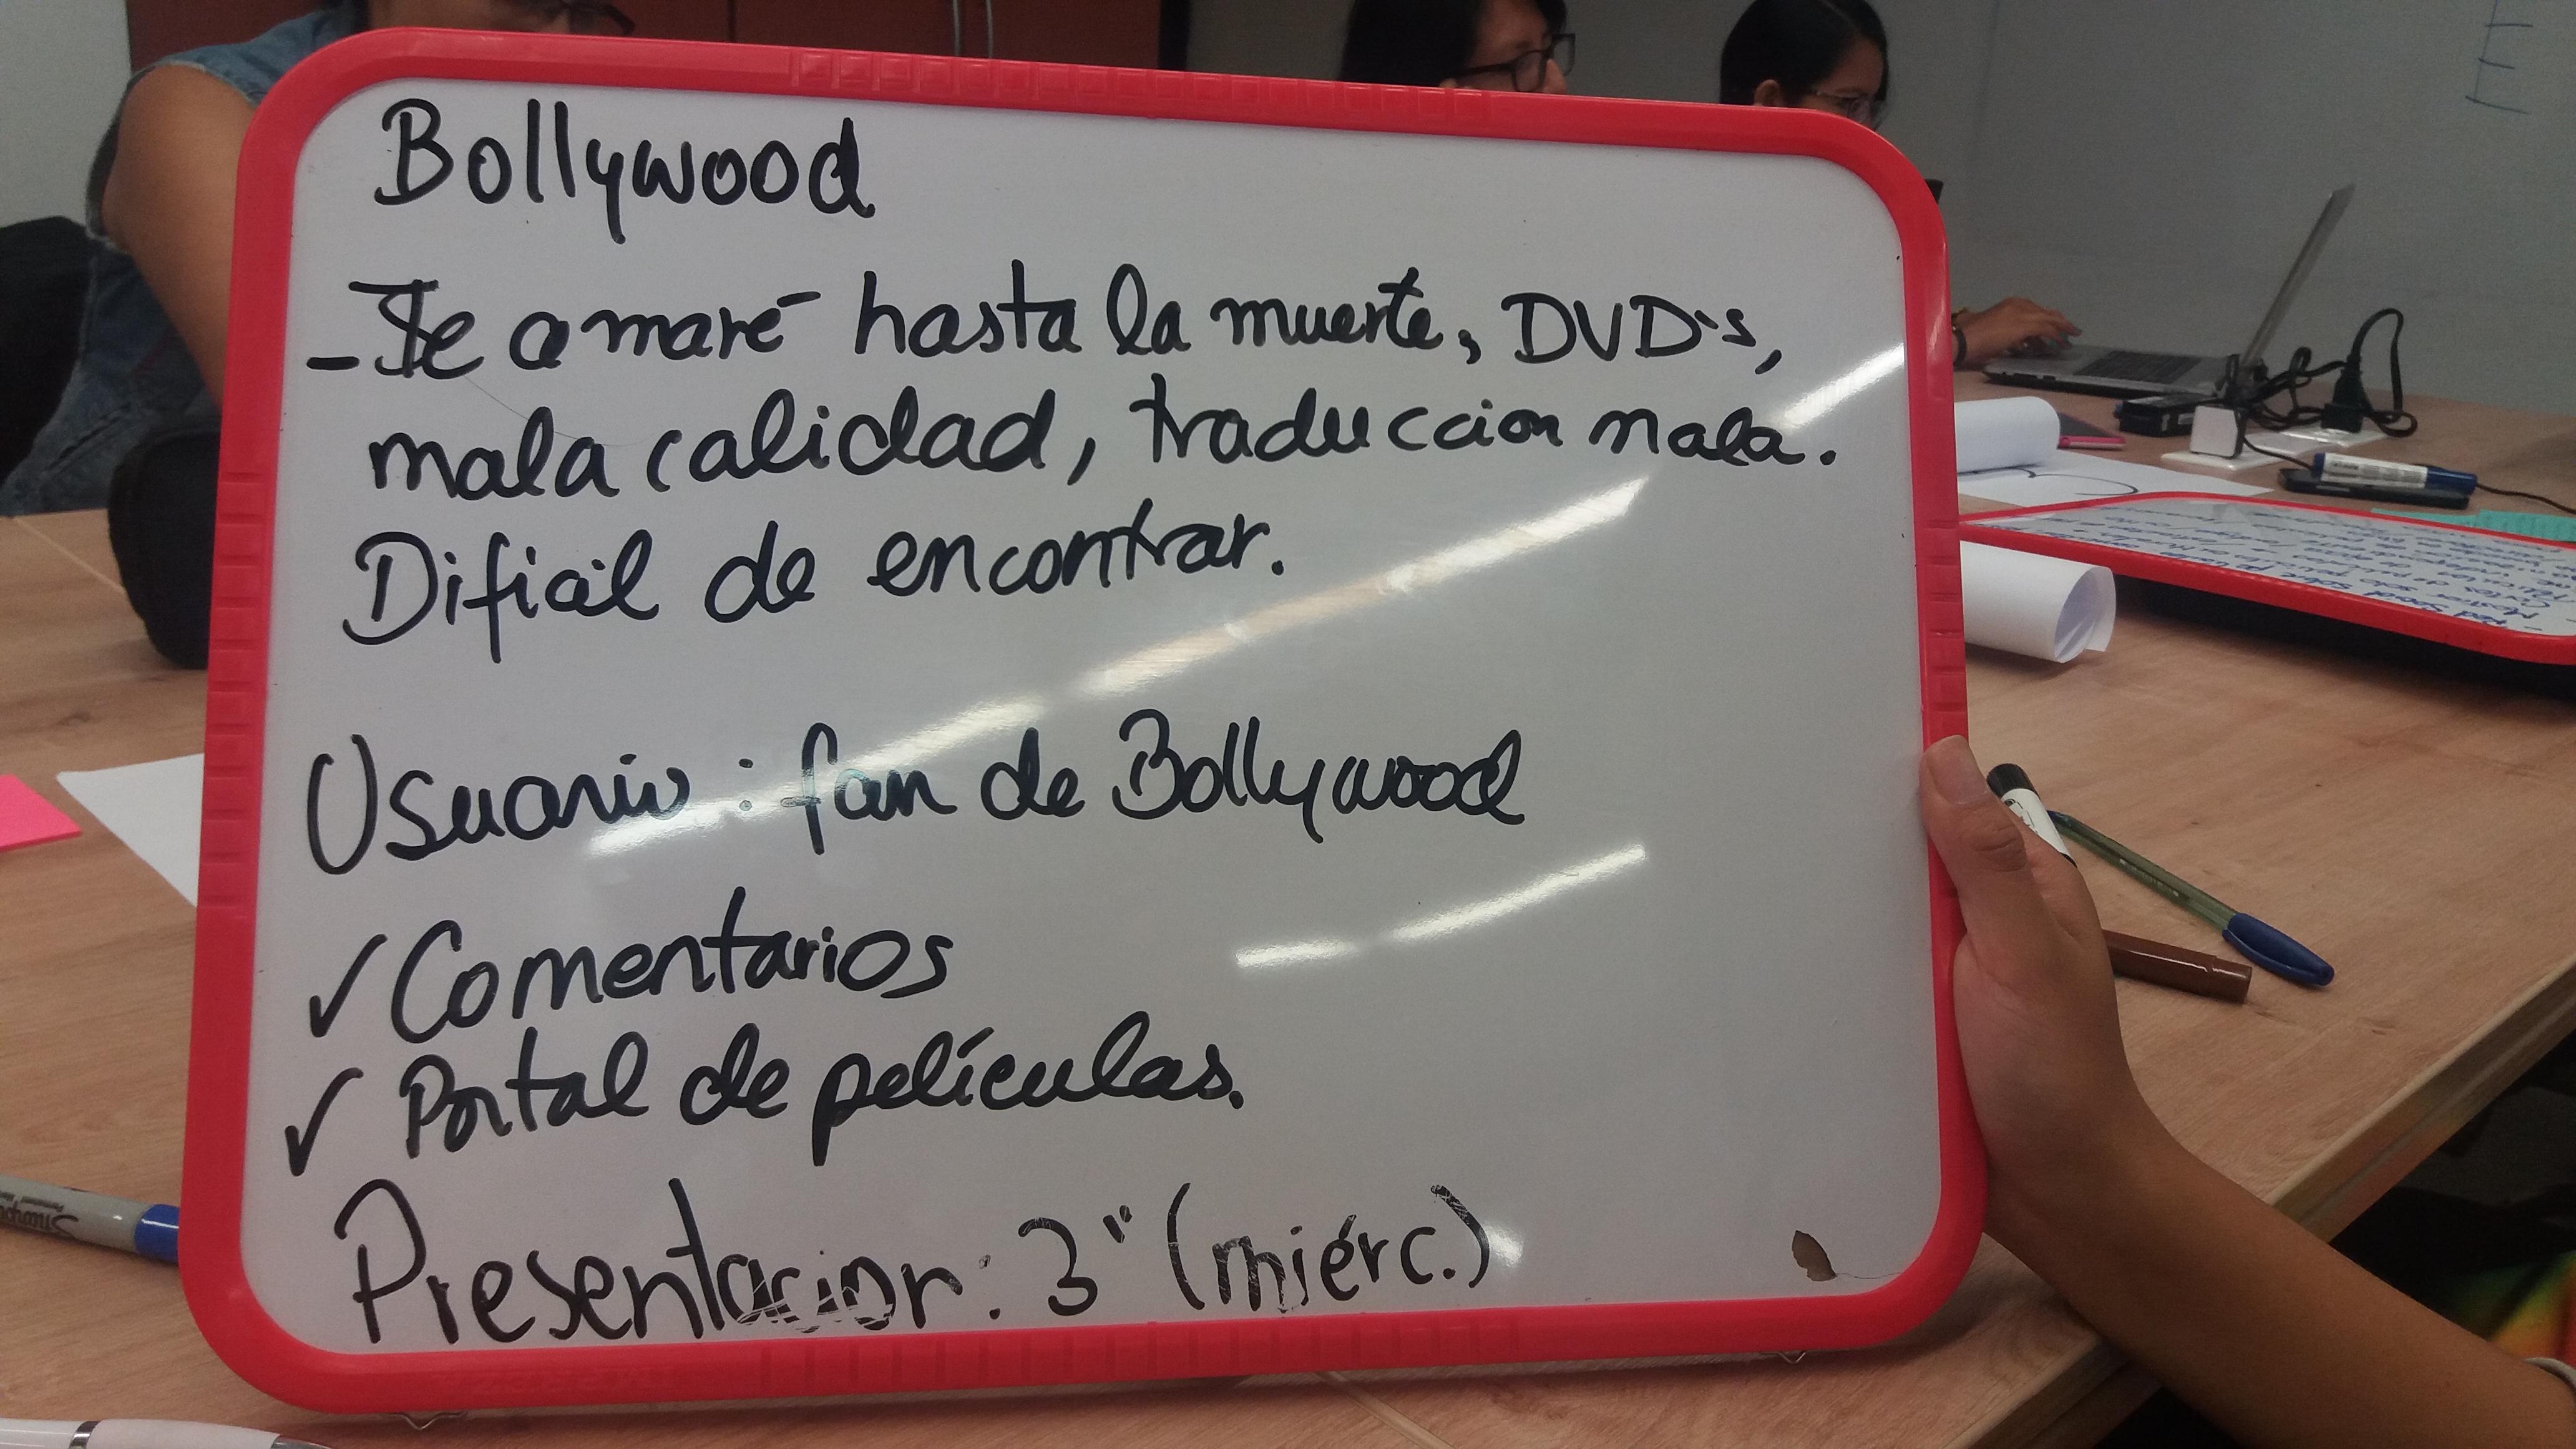 Bollywood
- Te amaré hasta la muerte, DVD's,
mala calidad, traduccion mala.
Dificil de encontrar.
Usuario : fan de Bollywood
✓ Comentarios
✓ Portal de películas.
Presentacion: 3" (miérc.)